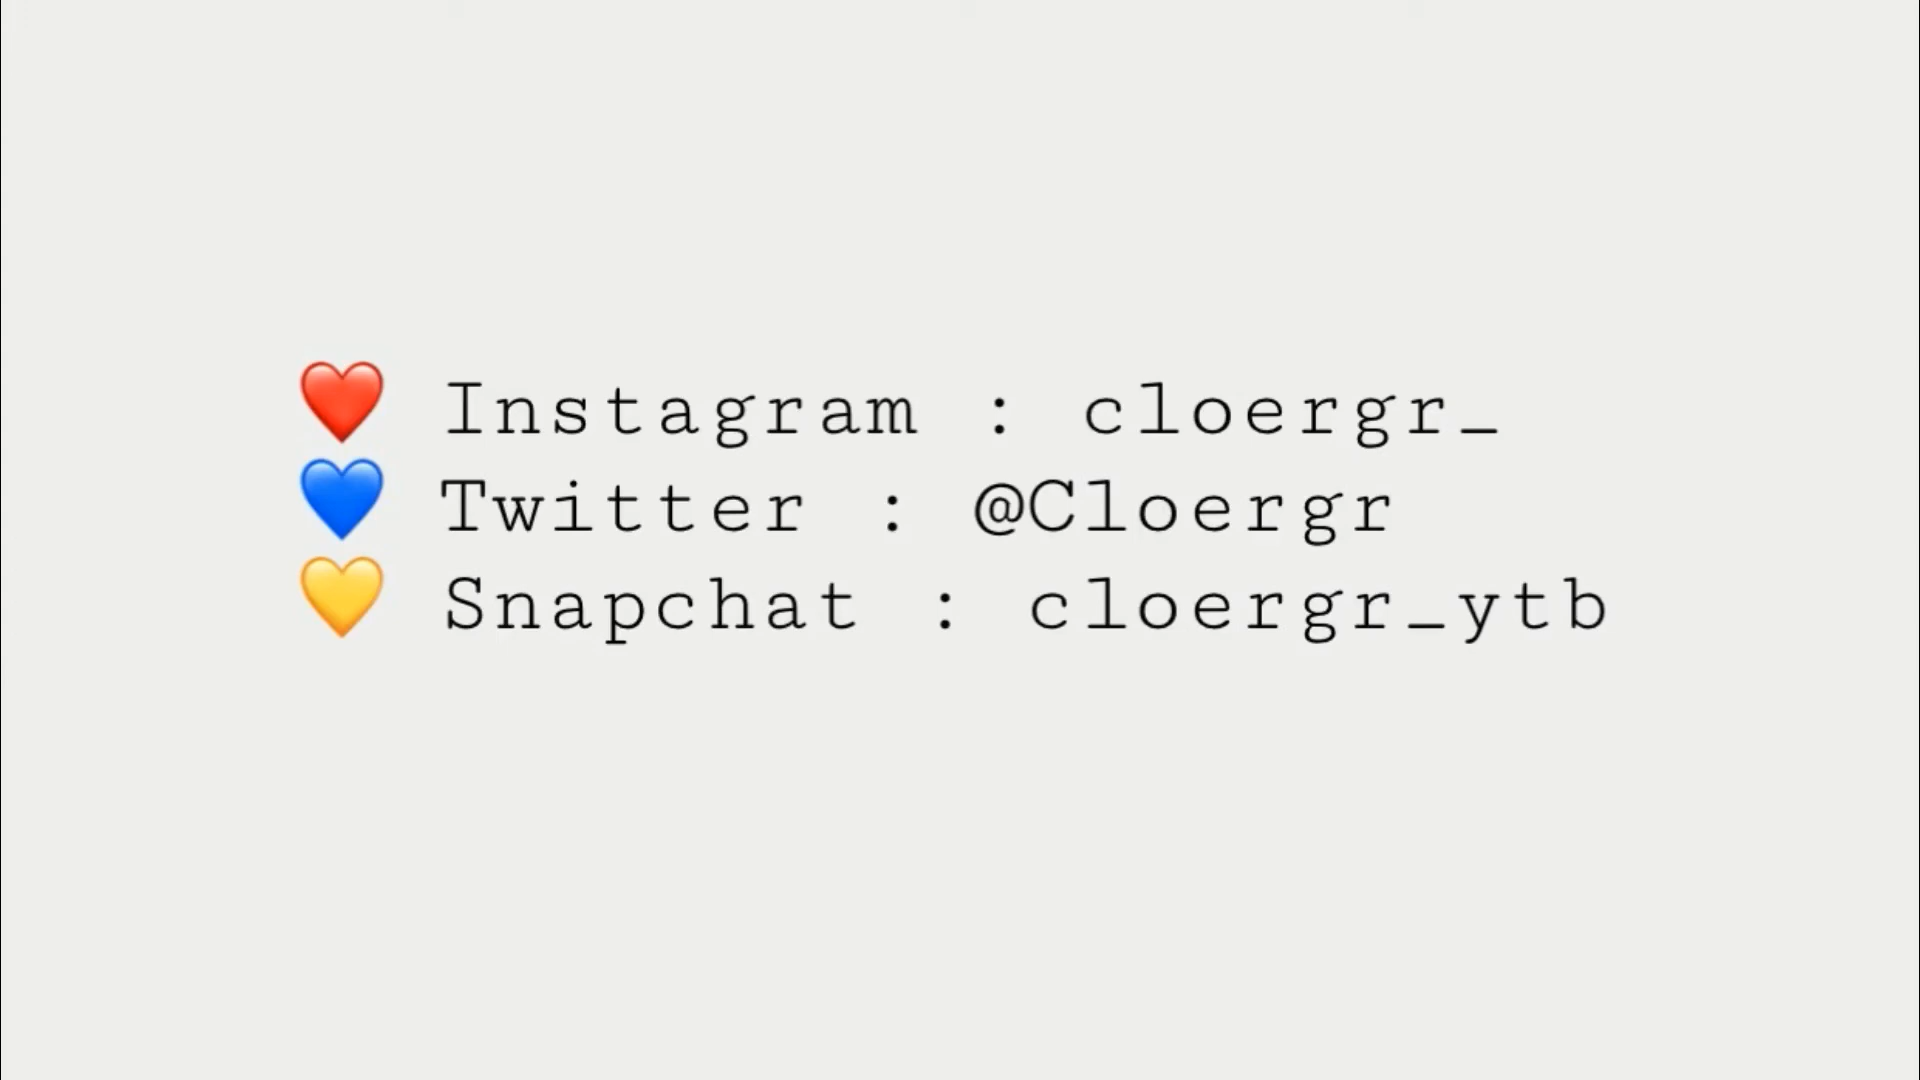 ❤️ Instagram : cloergr_
💙 Twitter : @Cloergr
💛 Snapchat : cloergr_ytb